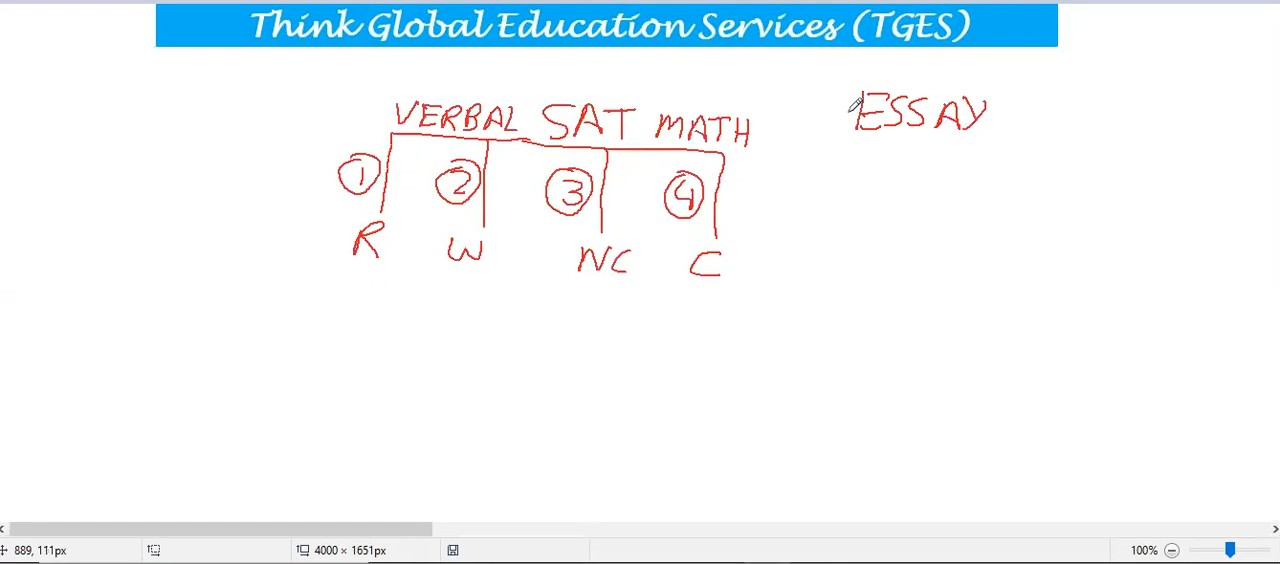 Think Global Education Services (TGES)
VERBAL SAT MATH ESSAY
1 2 3 4
R W NC C
889, 111px 4000 × 1651px 100%